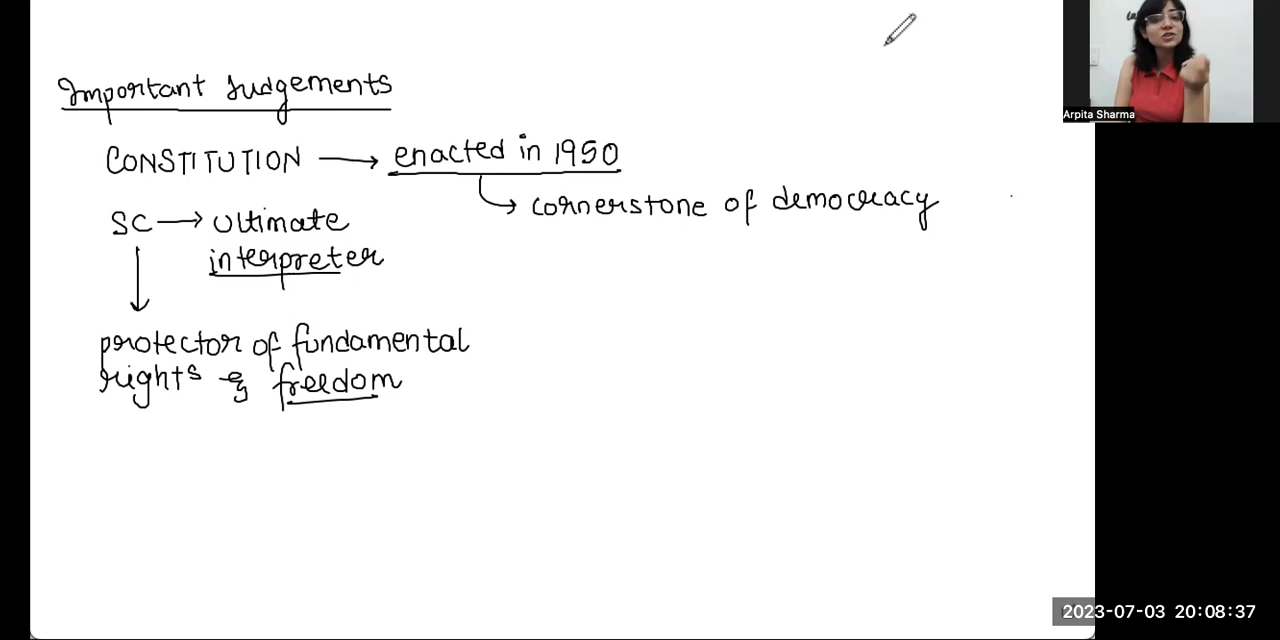 Important Judgements
CONSTITUTION → enacted in 1950
↳ cornerstone of democracy
SC → ultimate
interpreter
↓
protector of fundamental
rights & freedom
Arpita Sharma
2023-07-03 20:08:37